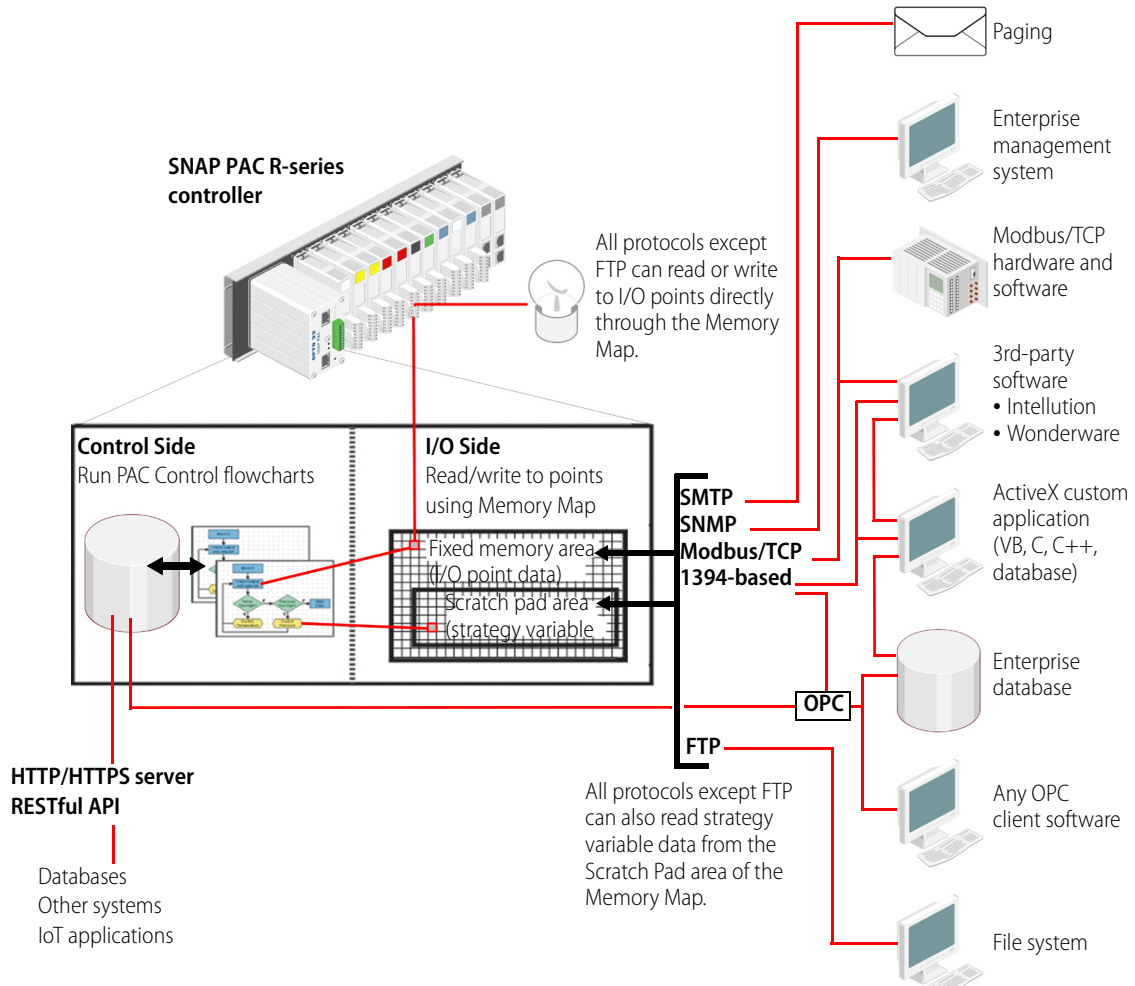 Paging
Enterprise
management
system
SNAP PAC R-series
controller
All protocols except
FTP can read or write
to I/O points directly
through the Memory
Map.
Modbus/TCP
hardware and
software
3rd-party
software
• Intellution
• Wonderware
Control Side
Run PAC Control flowcharts
I/O Side
Read/write to points
using Memory Map
Fixed memory area
(I/O point data)
Scratch pad area
(strategy variable
SMTP
SNMP
Modbus/TCP
1394-based
ActiveX custom
application
(VB, C, C++,
database)
Enterprise
database
OPC
FTP
HTTP/HTTPS server
RESTful API
Databases
Other systems
IoT applications
All protocols except FTP
can also read strategy
variable data from the
Scratch Pad area of the
Memory Map.
Any OPC
client software
File system